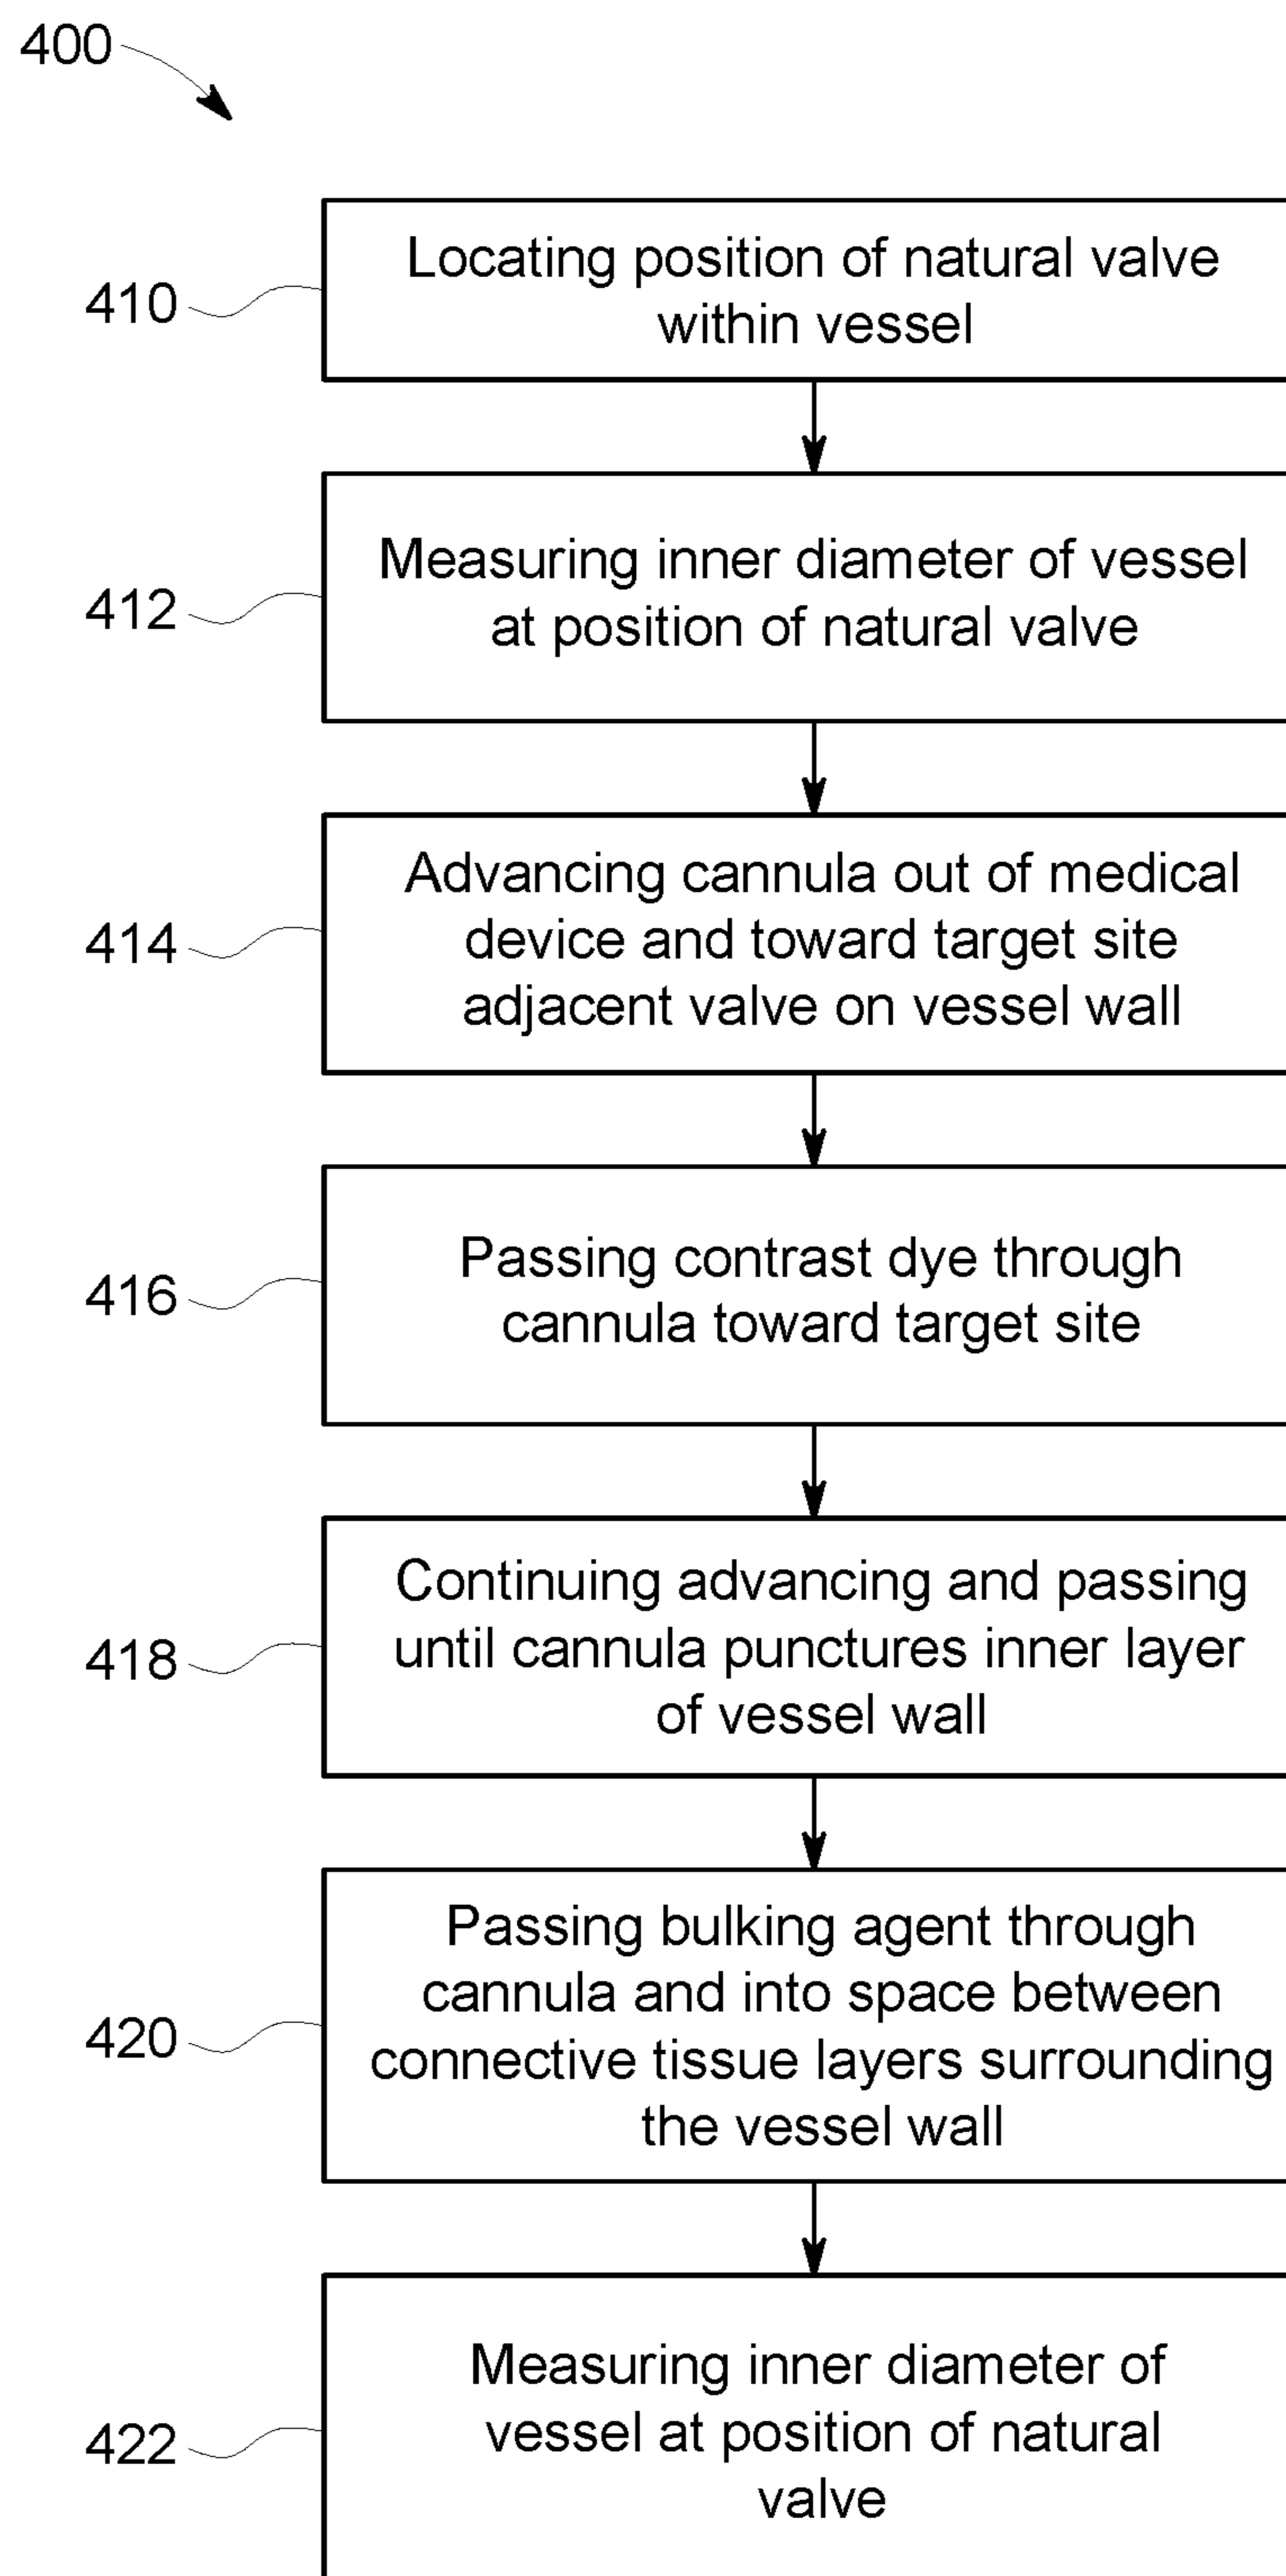 400
Locating position of natural valve
within vessel
410
Measuring inner diameter of vessel
at position of natural valve
412
Advancing cannula out of medical
device and toward target site
adjacent valve on vessel wall
414
Passing contrast dye through
cannula toward target site
416
Continuing advancing and passing
until cannula punctures inner layer
of vessel wall
418
Passing bulking agent through
cannula and into space between
connective tissue layers surrounding
the vessel wall
420
Measuring inner diameter of
vessel at position of natural
valve
422